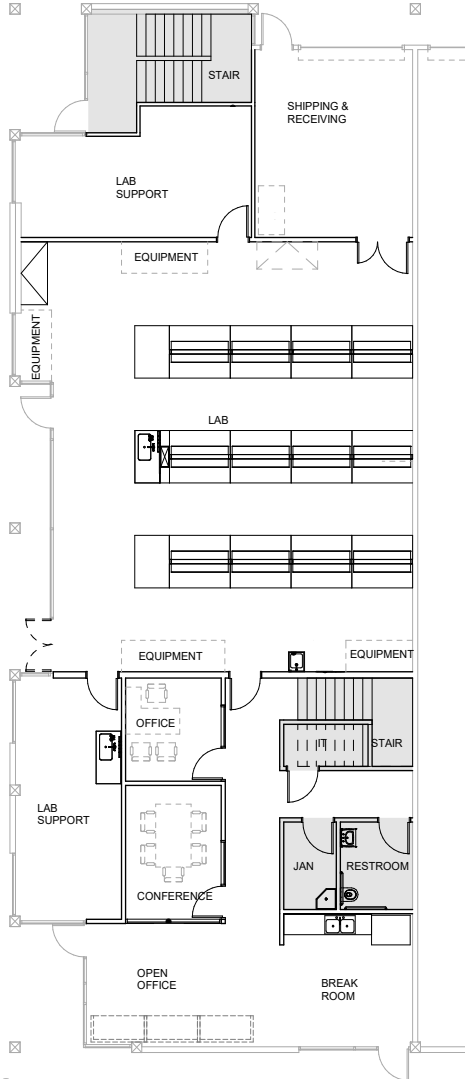 STAIR
SHIPPING &
RECEIVING
LAB
SUPPORT
EQUIPMENT
EQUIPMENT
LAB
EQUIPMENT
EQUIPMENT
OFFICE
IT
STAIR
LAB
SUPPORT
JAN
RESTROOM
CONFERENCE
OPEN
OFFICE
BREAK
ROOM